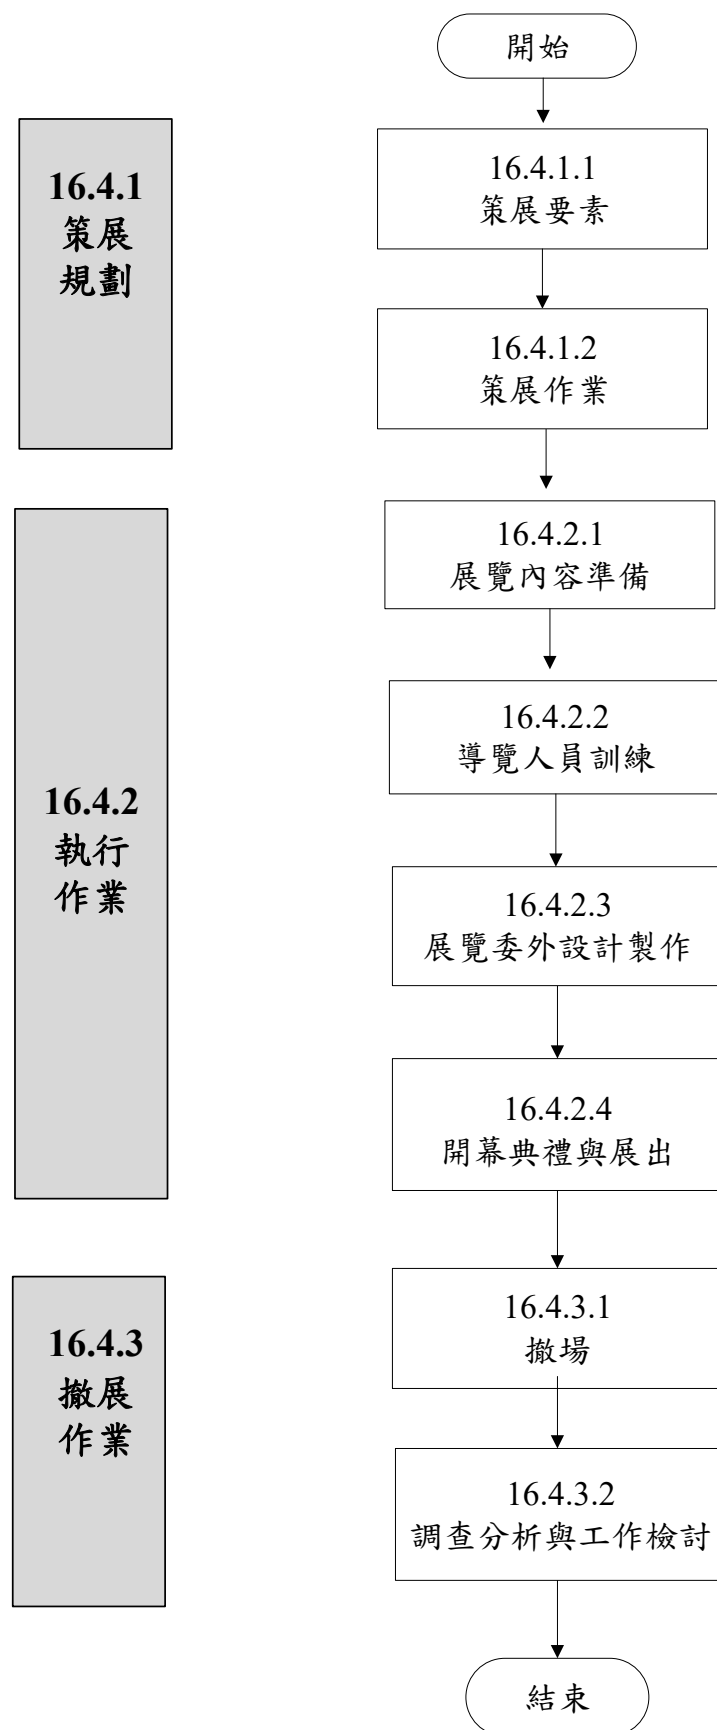 開始
16.4.1
策展
規劃
16.4.1.1
策展要素
16.4.1.2
策展作業
16.4.2
執行
作業
16.4.2.1
展覽內容準備
16.4.2.2
導覽人員訓練
16.4.2.3
展覽委外設計製作
16.4.2.4
開幕典禮與展出
16.4.3
撤展
作業
16.4.3.1
撤場
16.4.3.2
調查分析與工作檢討
結束